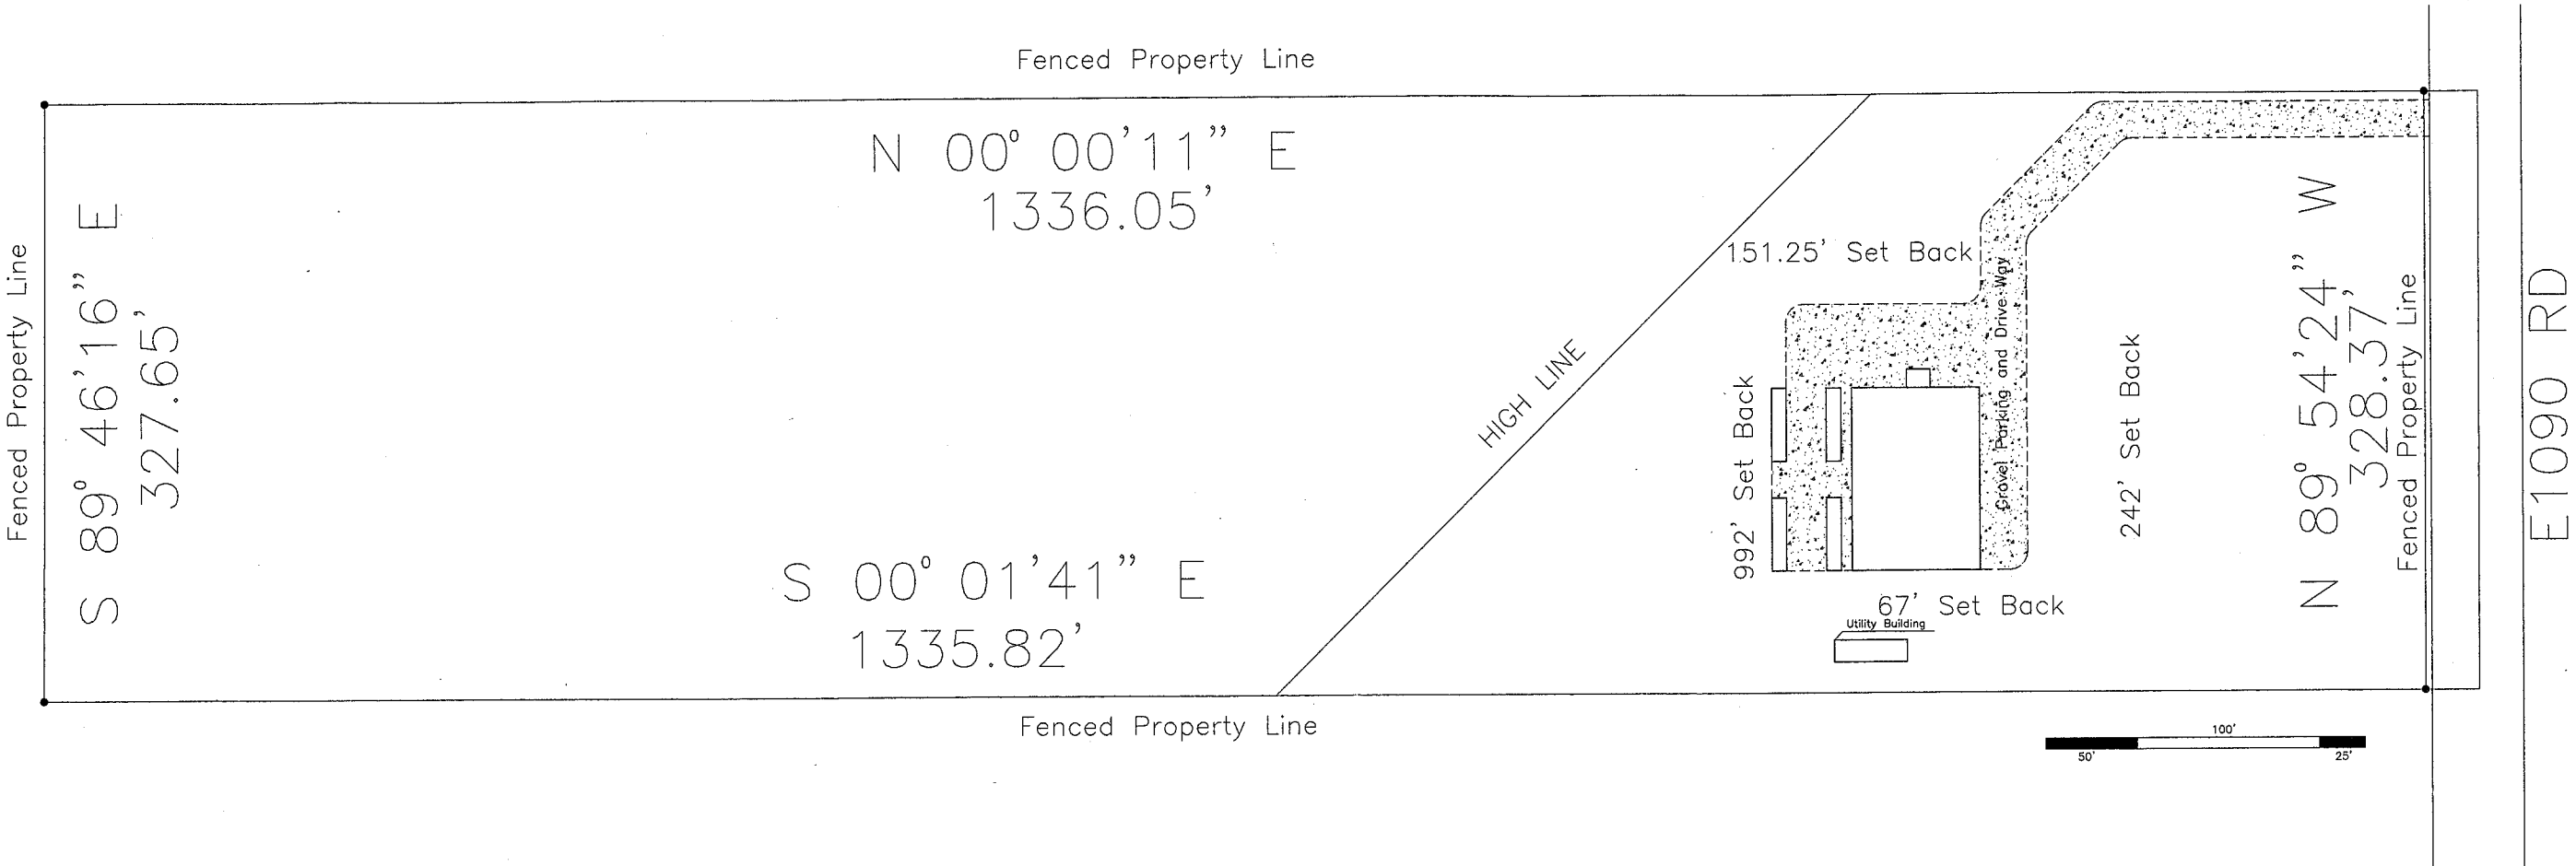 Fenced Property Line
N 00° 00'11" E
1336.05'
Fenced Property Line
S 89° 46'16" E
327.65'
HIGH LINE
151.25' Set Back
992' Set Back
Gravel Parking and Drive Way
242' Set Back
N 89° 54'24" W
328.37'
Fenced Property Line
E1090 RD
S 00° 01'41" E
1335.82'
67' Set Back
Utility Building
Fenced Property Line
100'
50'
25'